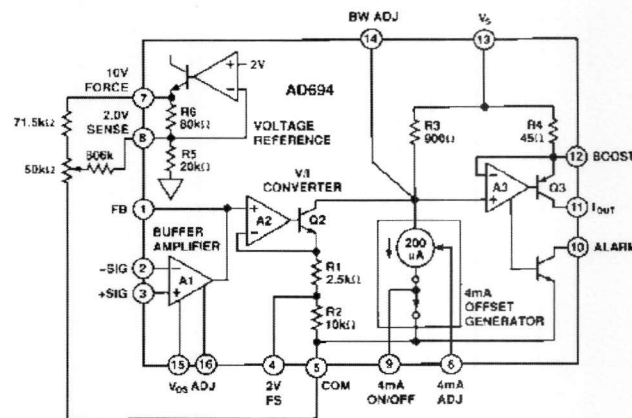 BW ADJ
Vs
14
13
10V
FORCE
7
2V
AD694
R6
80kΩ
2.0V
SENSE
8
71.5kΩ
VOLTAGE
REFERENCE
R3
900Ω
R4
45Ω
12
BOOST
R5
20kΩ
50kΩ
606k
A3
Q3
V/I
CONVERTER
11
IOUT
FB
1
A2
Q2
BUFFER
AMPLIFIER
200
µA
10
ALARM
-SIG
2
A1
+SIG
3
R1
2.5kΩ
4mA
OFFSET
GENERATOR
R2
10kΩ
15
16
4
5
9
6
VOS ADJ
2V
FS
COM
4mA
ON/OFF
4mA
ADJ